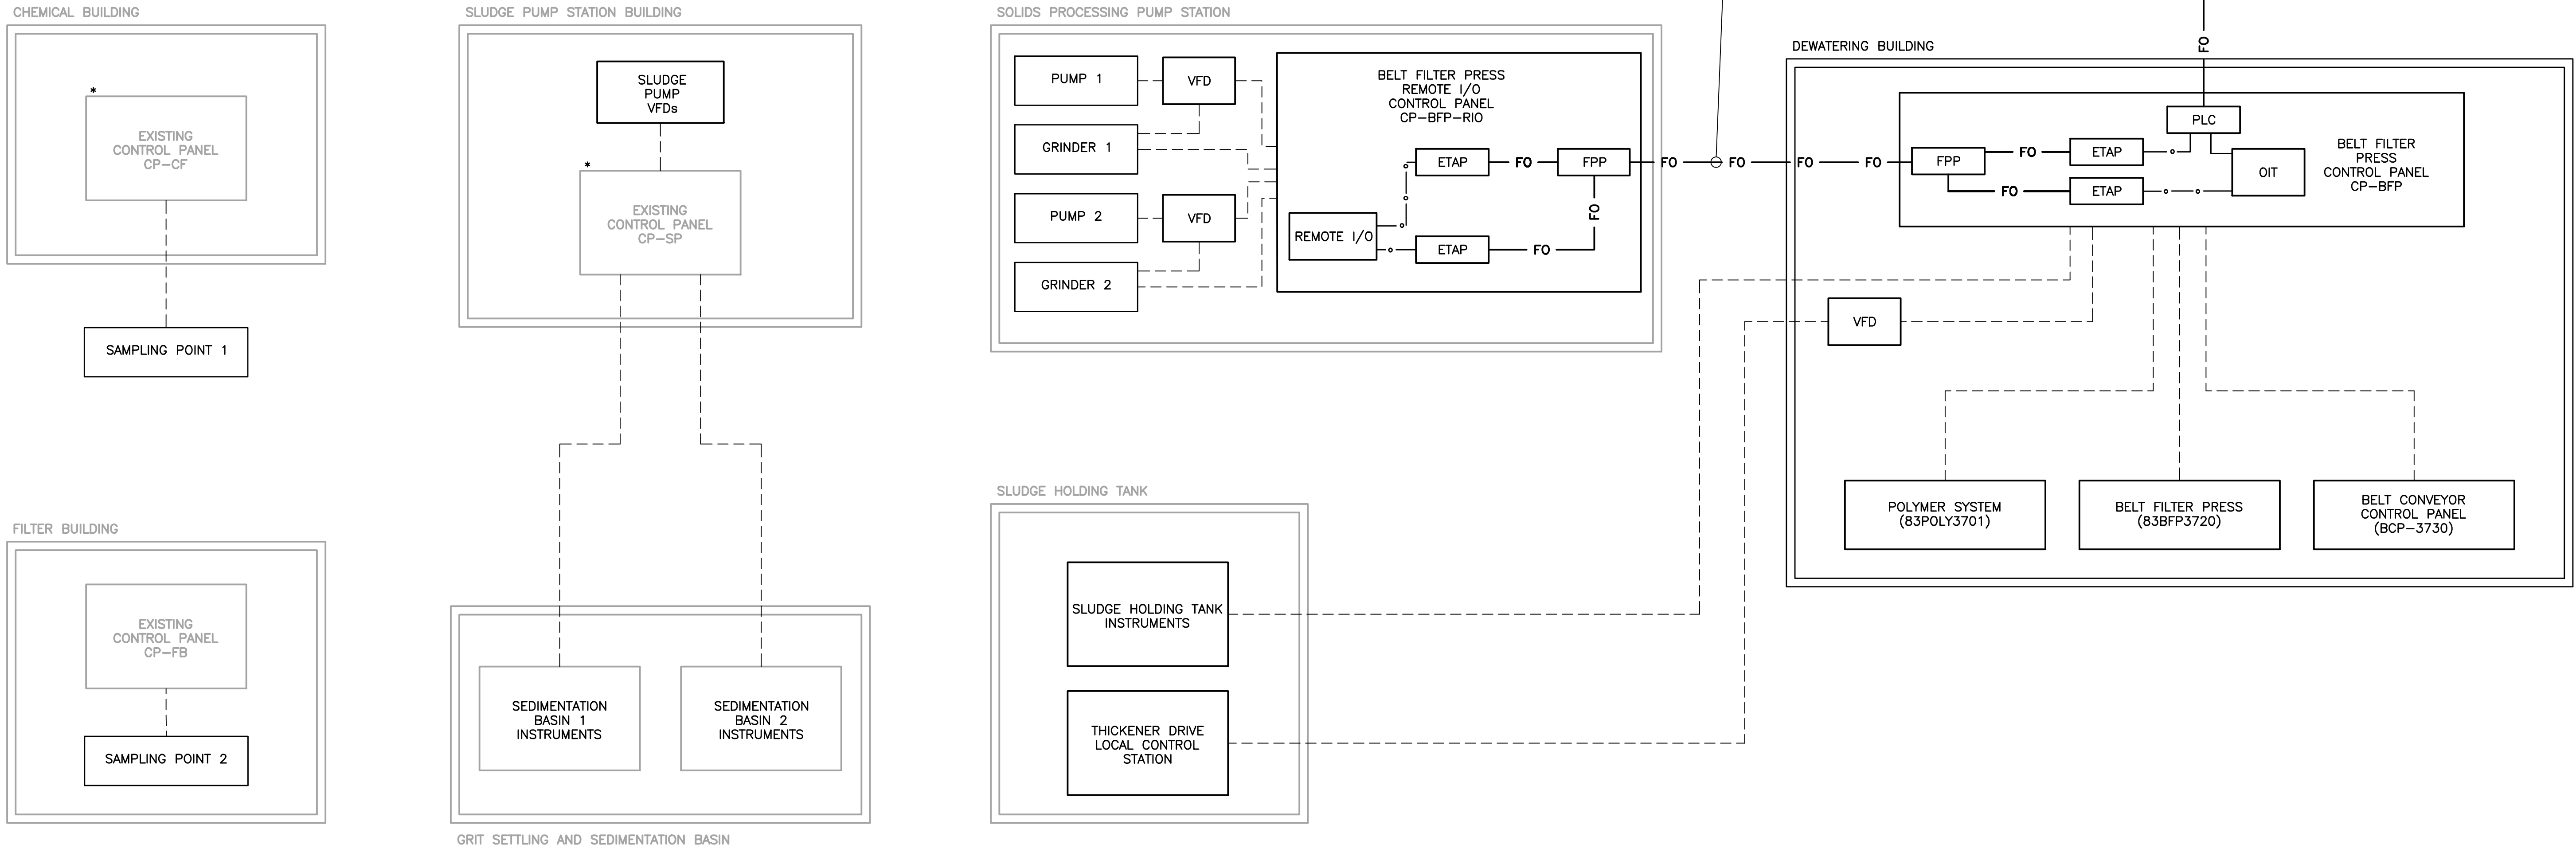 CHEMICAL BUILDING
*
EXISTING
CONTROL PANEL
CP-CF
SAMPLING POINT 1
FILTER BUILDING
EXISTING
CONTROL PANEL
CP-FB
SAMPLING POINT 2
SLUDGE PUMP STATION BUILDING
SLUDGE
PUMP
VFDs
*
EXISTING
CONTROL PANEL
CP-SP
SEDIMENTATION
BASIN 1
INSTRUMENTS
SEDIMENTATION
BASIN 2
INSTRUMENTS
GRIT SETTLING AND SEDIMENTATION BASIN
SOLIDS PROCESSING PUMP STATION
PUMP 1
VFD
GRINDER 1
PUMP 2
VFD
GRINDER 2
BELT FILTER PRESS
REMOTE I/O
CONTROL PANEL
CP-BFP-RIO
ETAP
FO
FPP
REMOTE I/O
ETAP
FO
FO
FO
FO
FO
FO
SLUDGE HOLDING TANK
SLUDGE HOLDING TANK
INSTRUMENTS
THICKENER DRIVE
LOCAL CONTROL
STATION
DEWATERING BUILDING
FO
PLC
FPP
FO
ETAP
FO
ETAP
OIT
BELT FILTER
PRESS
CONTROL PANEL
CP-BFP
VFD
POLYMER SYSTEM
(83POLY3701)
BELT FILTER PRESS
(83BFP3720)
BELT CONVEYOR
CONTROL PANEL
(BCP-3730)